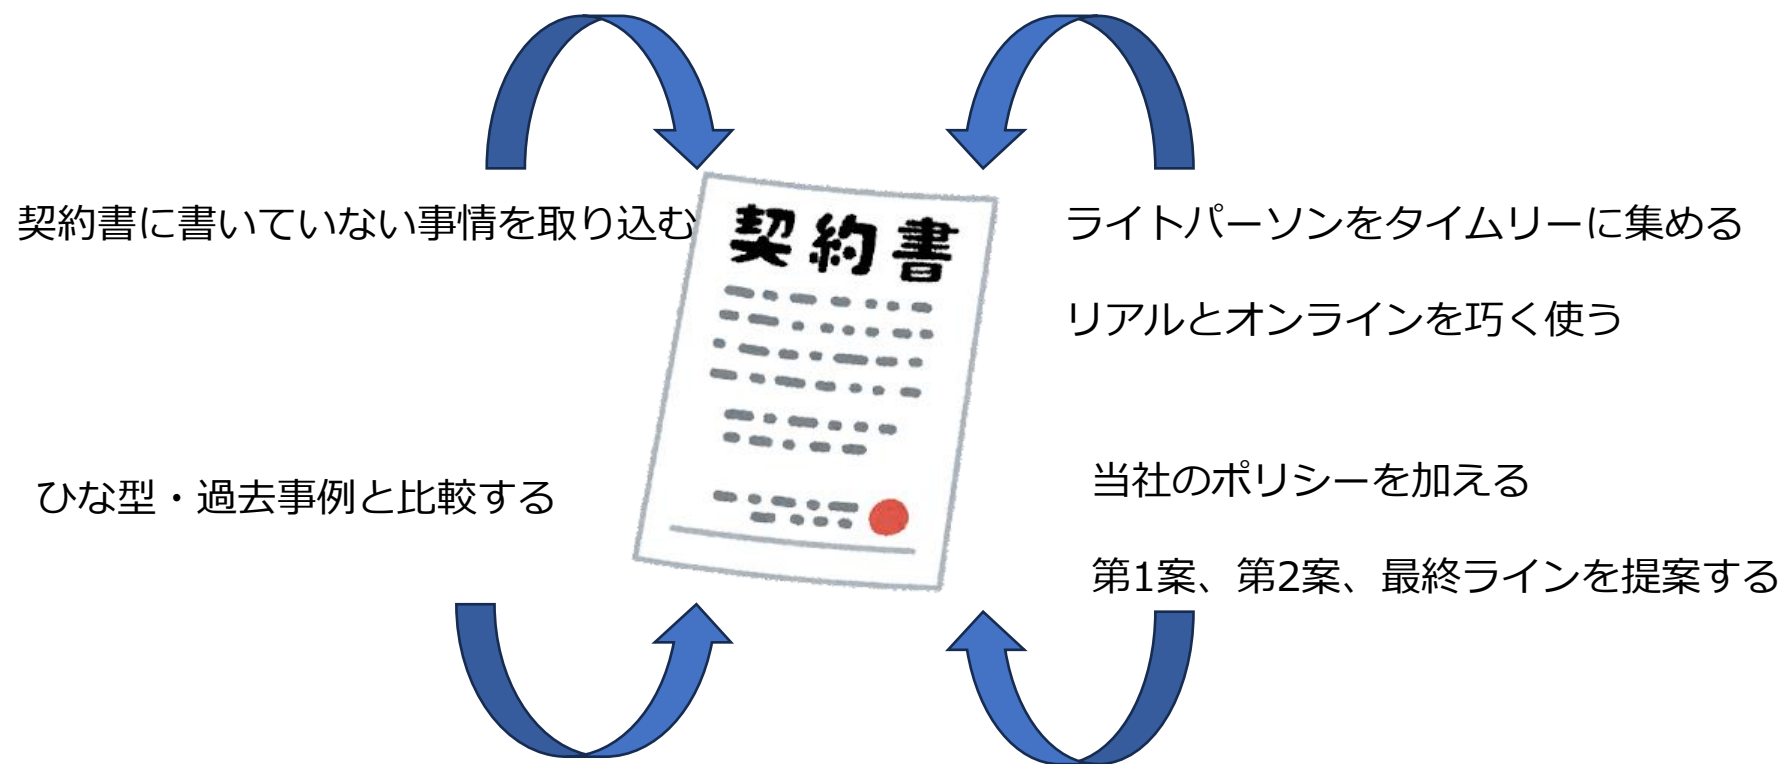 契約書に書いていない事情を取り込む
契約書
ライトパーソンをタイムリーに集める
リアルとオンラインを巧く使う
ひな型・過去事例と比較する
当社のポリシーを加える
第1案、第2案、最終ラインを提案する